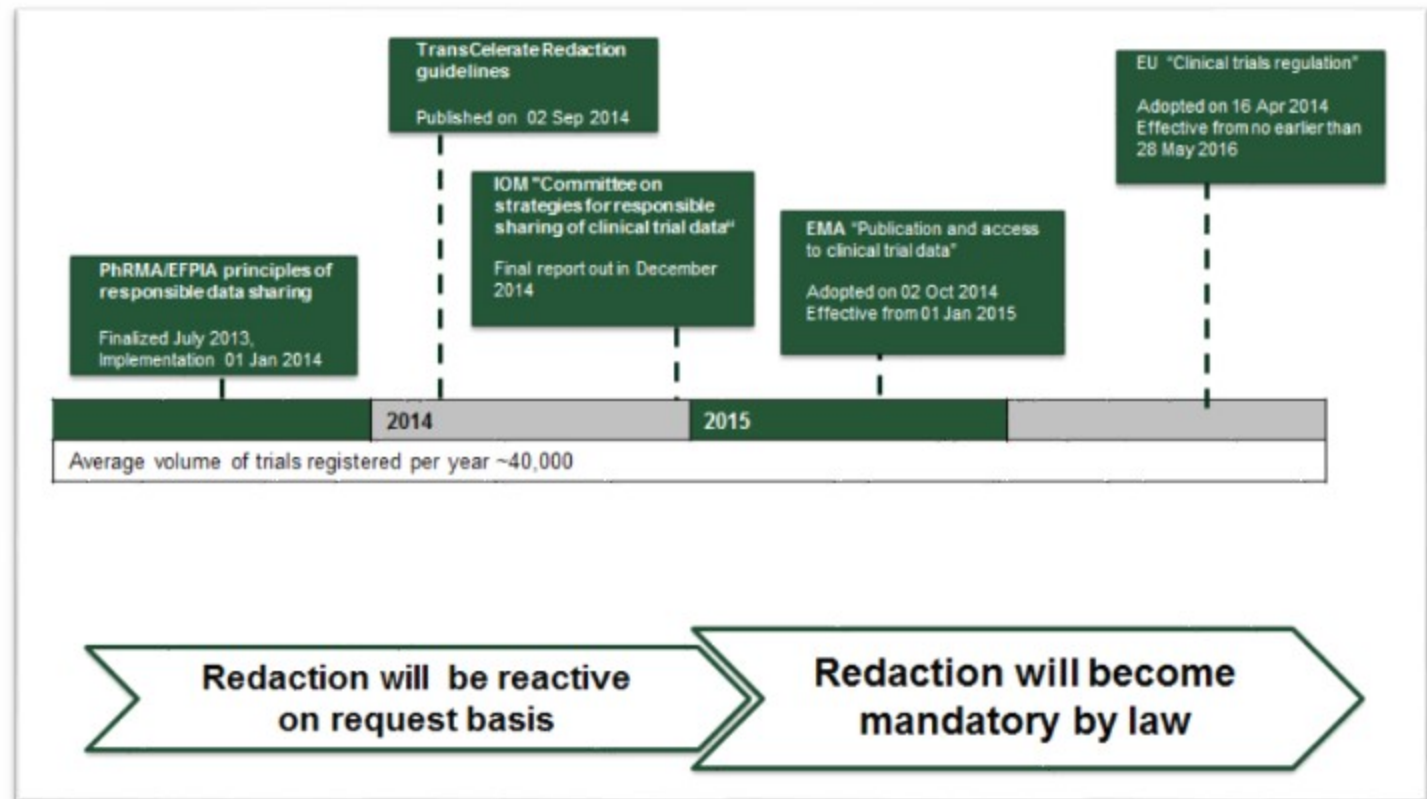 TransCelerate Redaction
guidelines
Published on 02 Sep 2014
EU “Clinical trials regulation”
Adopted on 16 Apr 2014
Effective from no earlier than
28 May 2016
IOM "Committee on
strategies for responsible
sharing of clinical trial data"
Final report out in December
2014
EMA “Publication and access
to clinical trial data”
Adopted on 02 Oct 2014
Effective from 01 Jan 2015
PhRMA/EFPIA principles of
responsible data sharing
Finalized July 2013,
Implementation 01 Jan 2014
2014
2015
Average volume of trials registered per year ~40,000
Redaction will be reactive
on request basis
Redaction will become
mandatory by law